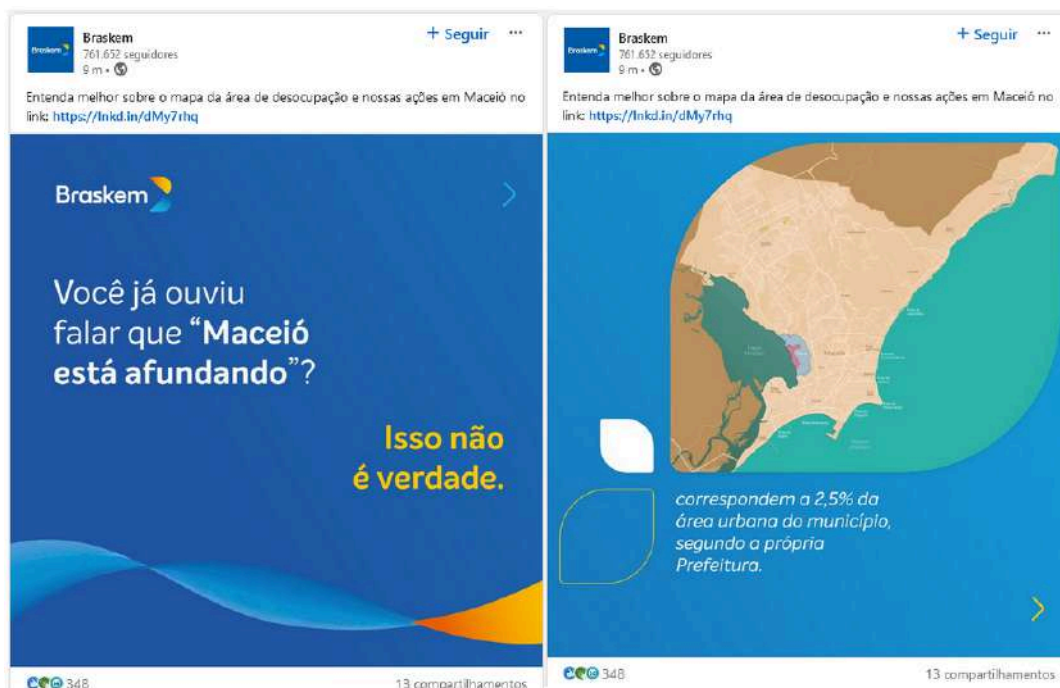 Braskem
761.652 seguidores
9 m •
+ Seguir ...
Entenda melhor sobre o mapa da área de desocupação e nossas ações em Maceió no
link: https://lnkd.in/dMy7rhq
Braskem
Você já ouviu
falar que “Maceió
está afundando”?
Isso não
é verdade.
348
13 compartilhamentos
Braskem
761.652 seguidores
9 m •
+ Seguir ...
Entenda melhor sobre o mapa da área de desocupação e nossas ações em Maceió no
link: https://lnkd.in/dMy7rhq
correspondem a 2,5% da
área urbana do município,
segundo a própria
Prefeitura.
348
13 compartilhamentos